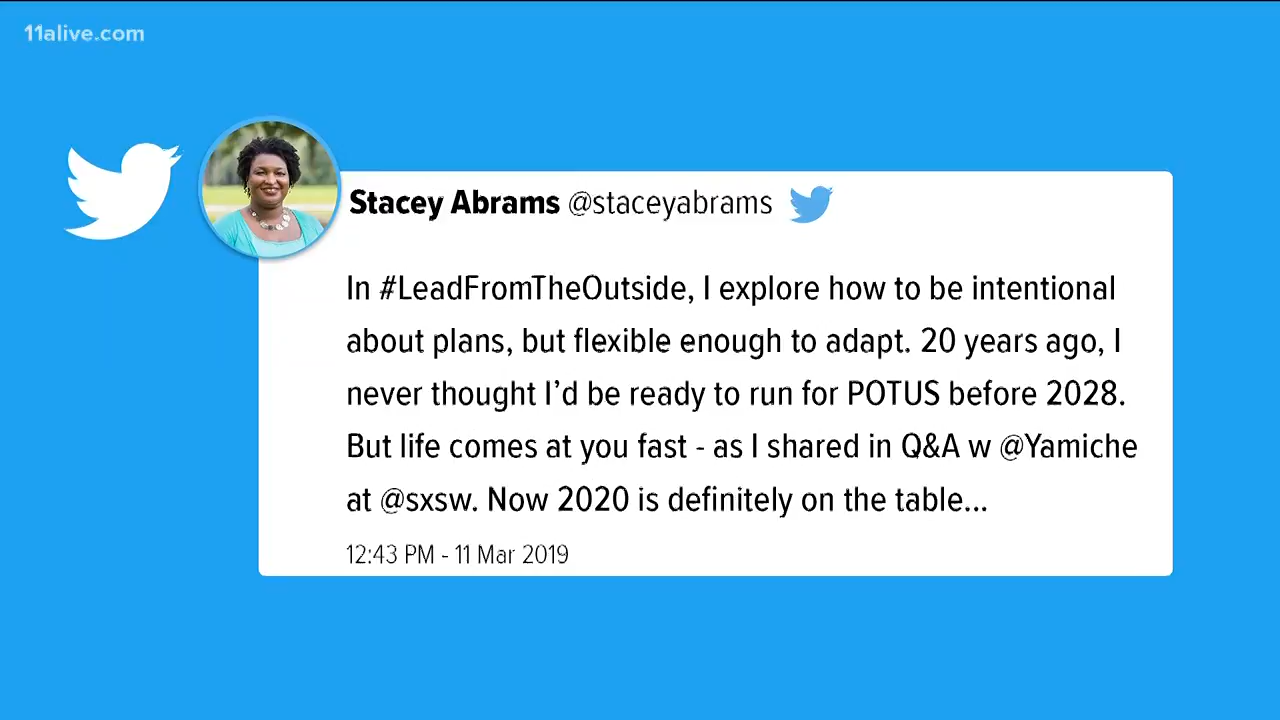 11alive.com
Stacey Abrams @staceyabrams
In #LeadFromTheOutside, I explore how to be intentional
about plans, but flexible enough to adapt. 20 years ago, I
never thought I’d be ready to run for POTUS before 2028.
But life comes at you fast - as I shared in Q&A w @Yamiche
at @sxsw. Now 2020 is definitely on the table...
12:43 PM - 11 Mar 2019